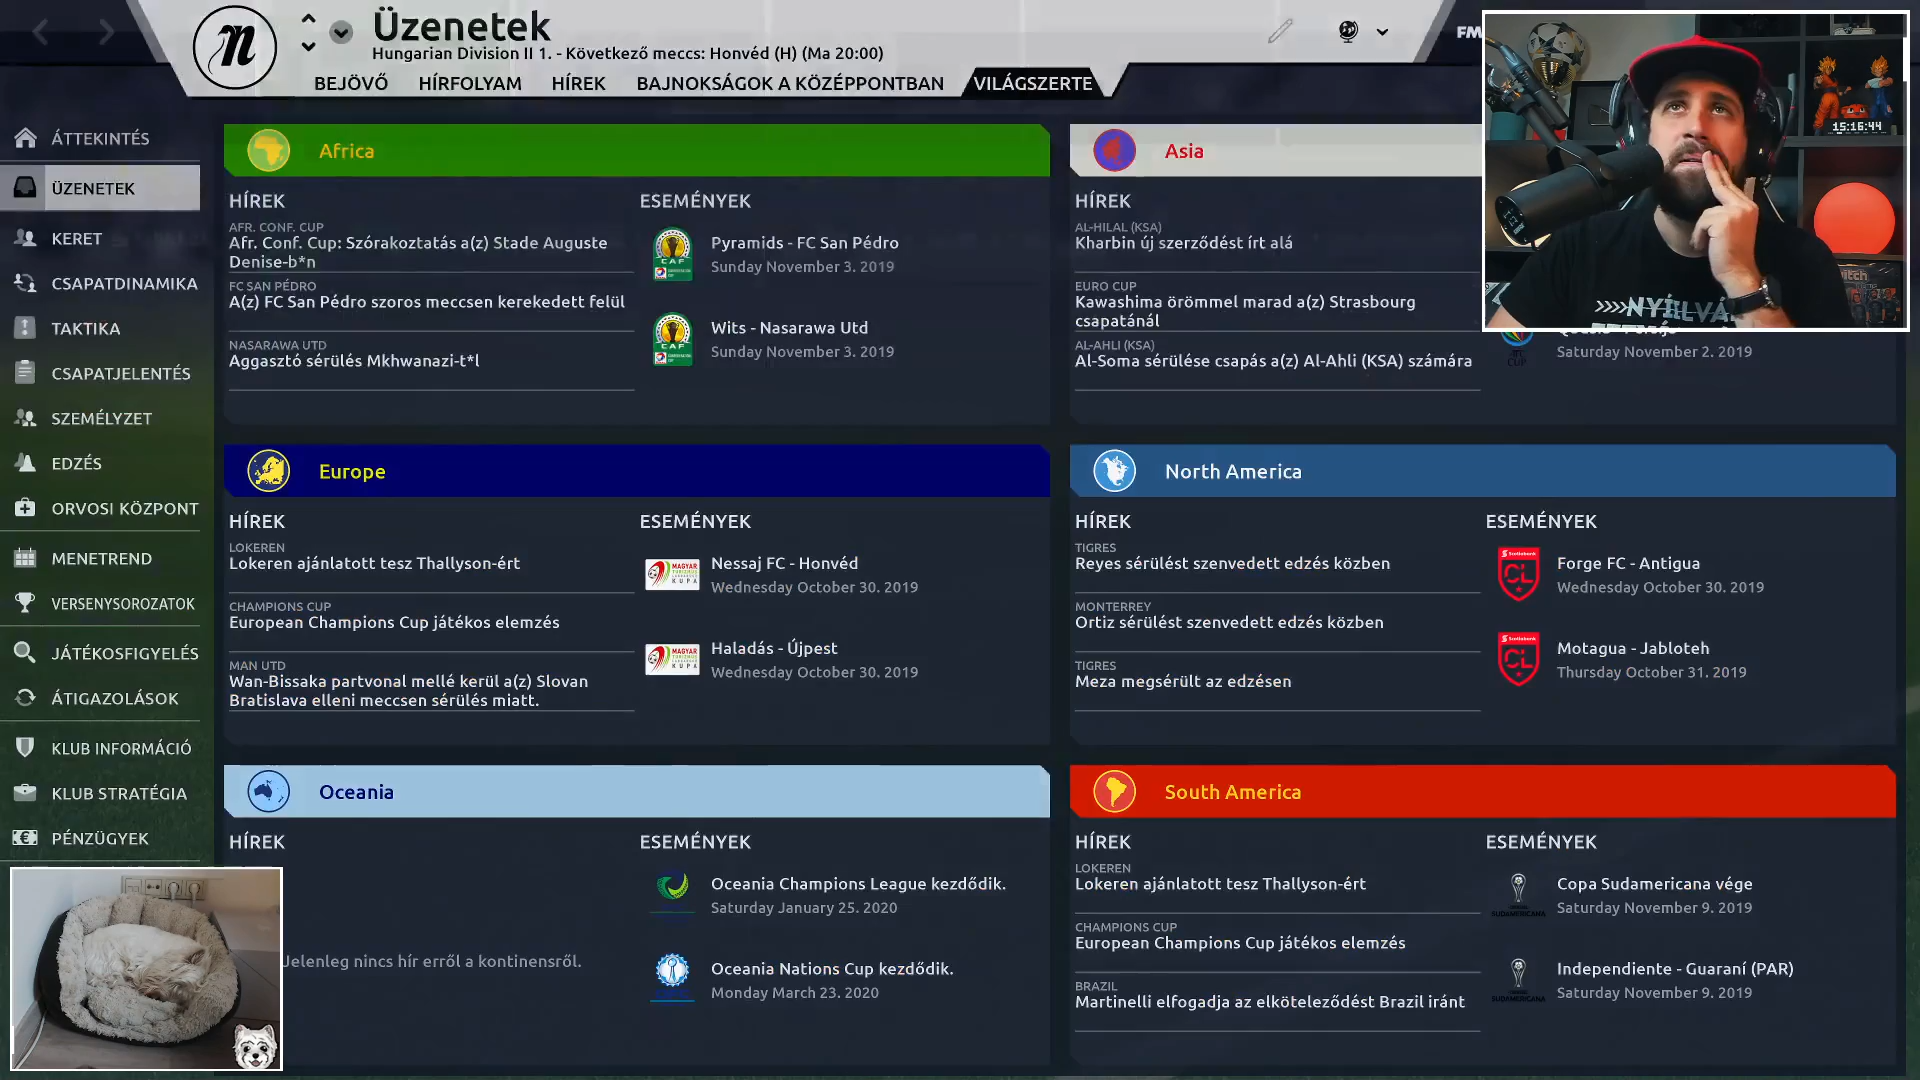 Üzenetek
Hungarian Division II 1. - Következő meccs: Honvéd (H) (Ma 20:00)
FM
BEJÖVŐ
HÍRFOLYAM
HÍREK
BAJNOKSÁGOK A KÖZÉPPONTBAN
VILÁGSZERTE
ÁTTEKINTÉS
ÜZENETEK
KERET
CSAPATDINAMIKA
TAKTIKA
CSAPATJELENTÉS
SZEMÉLYZET
EDZÉS
ORVOSI KÖZPONT
MENETREND
VERSENYSOROZATOK
JÁTÉKOSFIGYELÉS
ÁTIGAZOLÁSOK
KLUB INFORMÁCIÓ
KLUB STRATÉGIA
PÉNZÜGYEK
Africa
HÍREK
AFR. CONF. CUP
Afr. Conf. Cup: Szórakoztatás a(z) Stade Auguste
Denise-b*n
FC SAN PÉDRO
A(z) FC San Pédro szoros meccsen kerekedett felül
NASARAWA UTD
Aggasztó sérülés Mkhwanazi-t*l
ESEMÉNYEK
Pyramids - FC San Pédro
Sunday November 3. 2019
Wits - Nasarawa Utd
Sunday November 3. 2019
Asia
HÍREK
AL-HILAL (KSA)
Kharbin új szerződést írt alá
EURO CUP
Kawashima örömmel marad a(z) Strasbourg
csapatánál
AL-AHLI (KSA)
Al-Soma sérülése csapás a(z) Al-Ahli (KSA) számára
Saturday November 2. 2019
15:16:44
Europe
HÍREK
LOKEREN
Lokeren ajánlatott tesz Thallyson-ért
CHAMPIONS CUP
European Champions Cup játékos elemzés
MAN UTD
Wan-Bissaka partvonal mellé kerül a(z) Slovan
Bratislava elleni meccsen sérülés miatt.
ESEMÉNYEK
Nessaj FC - Honvéd
Wednesday October 30. 2019
Haladás - Újpest
Wednesday October 30. 2019
North America
HÍREK
TIGRES
Reyes sérülést szenvedett edzés közben
MONTERREY
Ortiz sérülést szenvedett edzés közben
TIGRES
Meza megsérült az edzésen
ESEMÉNYEK
Forge FC - Antigua
Wednesday October 30. 2019
Motagua - Jabloteh
Thursday October 31. 2019
Oceania
HÍREK
Jelenleg nincs hír erről a kontinensről.
ESEMÉNYEK
Oceania Champions League kezdődik.
Saturday January 25. 2020
Oceania Nations Cup kezdődik.
Monday March 23. 2020
South America
HÍREK
LOKEREN
Lokeren ajánlatott tesz Thallyson-ért
CHAMPIONS CUP
European Champions Cup játékos elemzés
BRAZIL
Martinelli elfogadja az elköteleződést Brazil iránt
ESEMÉNYEK
Copa Sudamericana vége
Saturday November 9. 2019
Independiente - Guaraní (PAR)
Saturday November 9. 2019